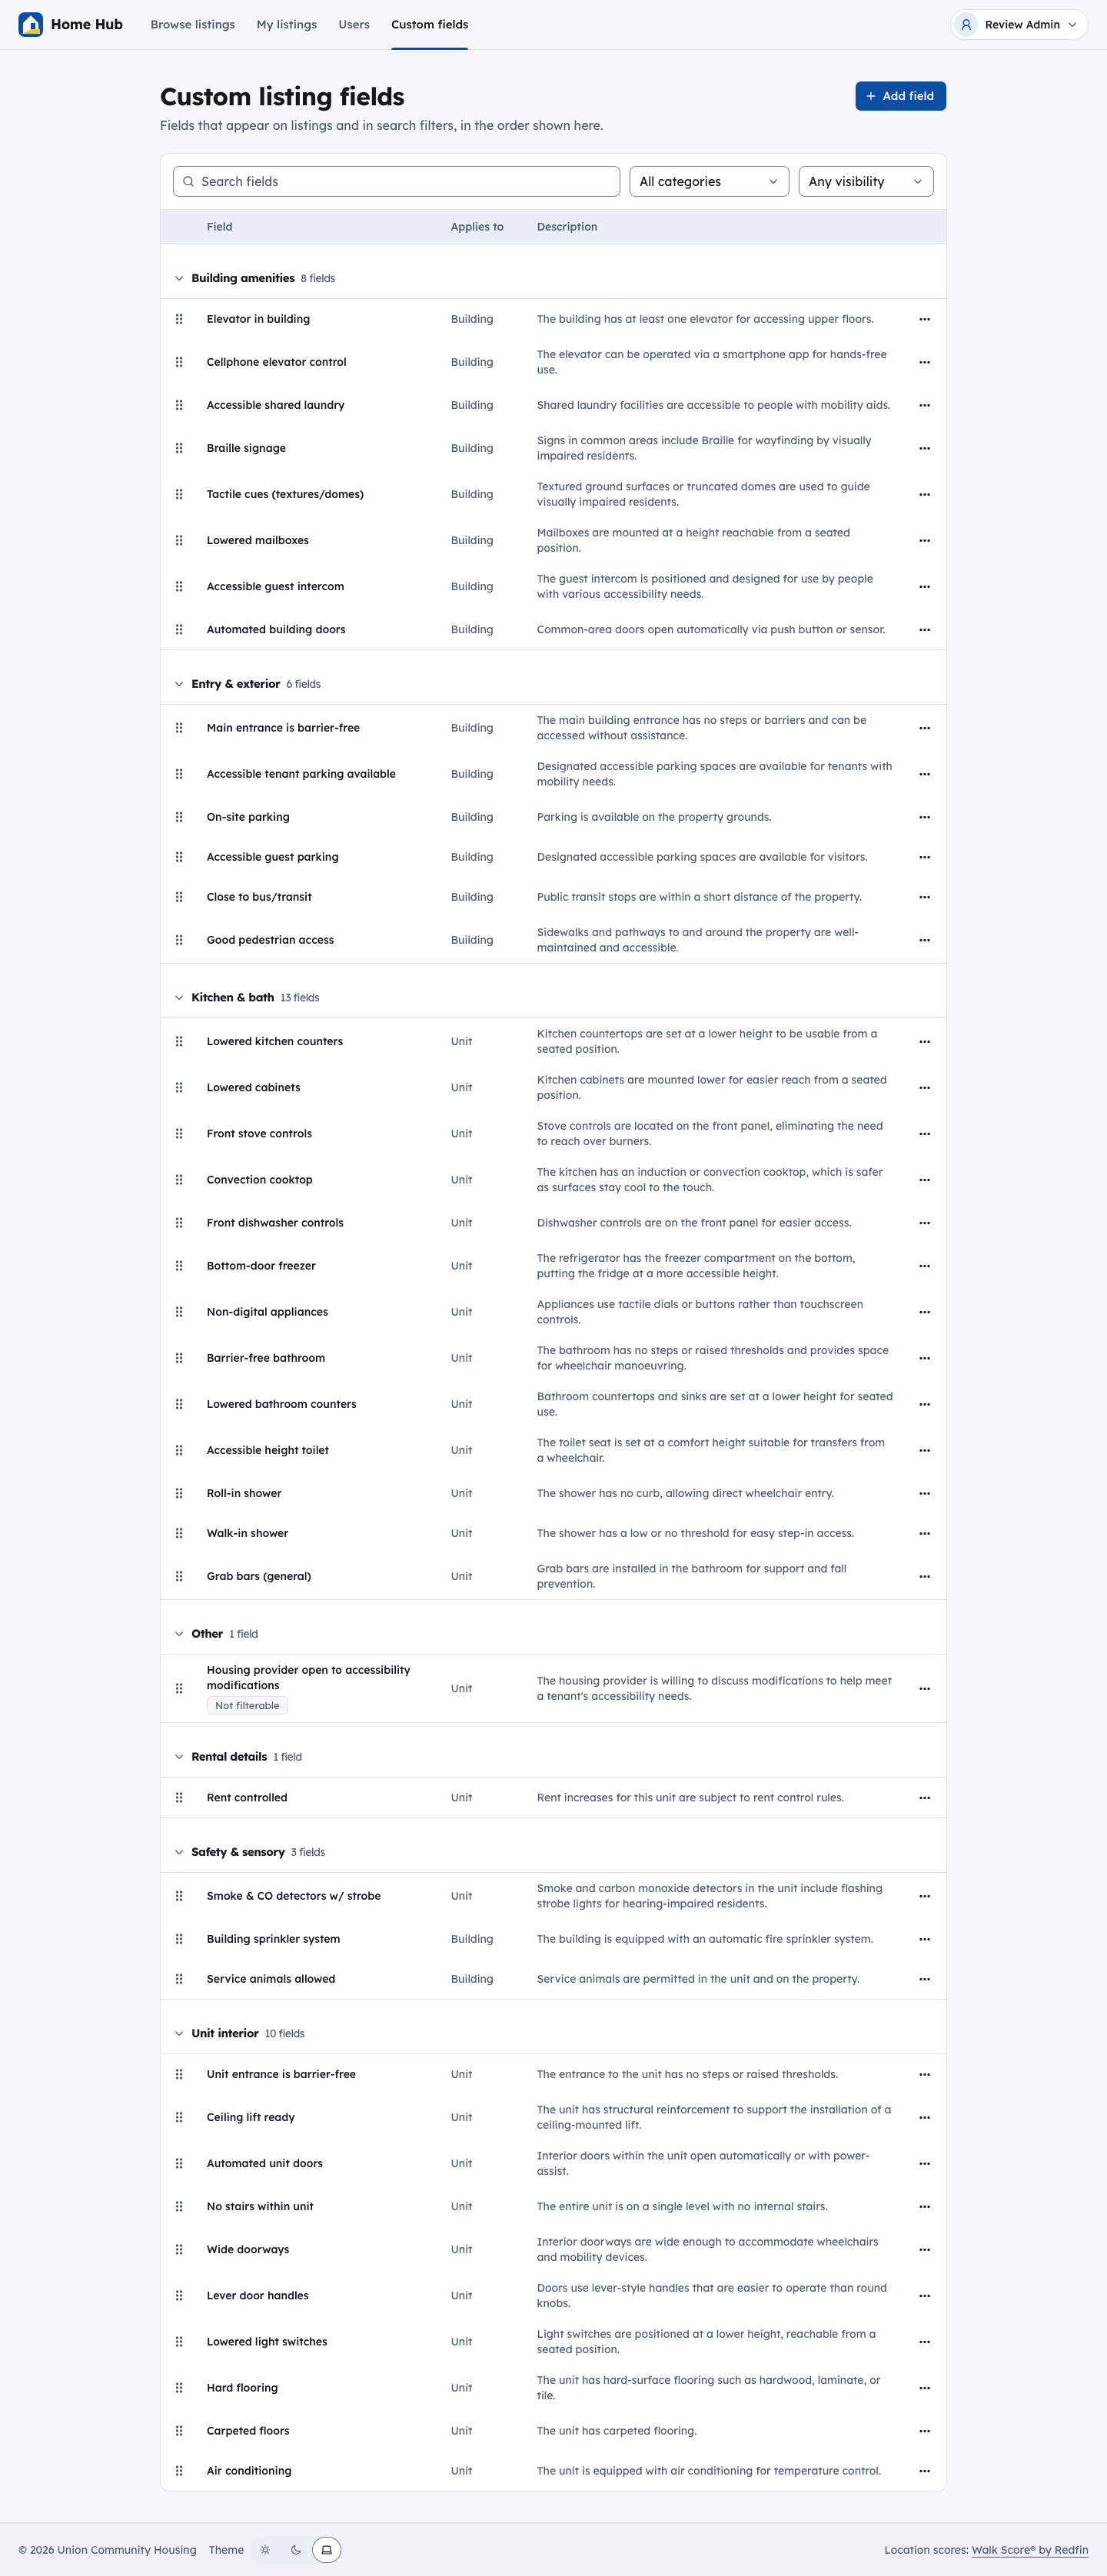 Home Hub
Browse listings
My listings
Users
Custom fields
Review Admin
Custom listing fields
Add field
Fields that appear on listings and in search filters, in the order shown here.
Search fields
All categories
Any visibility
Field
Applies to
Description
Building amenities 8 fields
Elevator in building
Building
The building has at least one elevator for accessing upper floors.
Cellphone elevator control
Building
The elevator can be operated via a smartphone app for hands-free
use.
Accessible shared laundry
Building
Shared laundry facilities are accessible to people with mobility aids.
Braille signage
Building
Signs in common areas include Braille for wayfinding by visually
impaired residents.
Tactile cues (textures/domes)
Building
Textured ground surfaces or truncated domes are used to guide
visually impaired residents.
Lowered mailboxes
Building
Mailboxes are mounted at a height reachable from a seated
position.
Accessible guest intercom
Building
The guest intercom is positioned and designed for use by people
with various accessibility needs.
Automated building doors
Building
Common-area doors open automatically via push button or sensor.
Entry & exterior 6 fields
Main entrance is barrier-free
Building
The main building entrance has no steps or barriers and can be
accessed without assistance.
Accessible tenant parking available
Building
Designated accessible parking spaces are available for tenants with
mobility needs.
On-site parking
Building
Parking is available on the property grounds.
Accessible guest parking
Building
Designated accessible parking spaces are available for visitors.
Close to bus/transit
Building
Public transit stops are within a short distance of the property.
Good pedestrian access
Building
Sidewalks and pathways to and around the property are well-
maintained and accessible.
Kitchen & bath 13 fields
Lowered kitchen counters
Unit
Kitchen countertops are set at a lower height to be usable from a
seated position.
Lowered cabinets
Unit
Kitchen cabinets are mounted lower for easier reach from a seated
position.
Front stove controls
Unit
Stove controls are located on the front panel, eliminating the need
to reach over burners.
Convection cooktop
Unit
The kitchen has an induction or convection cooktop, which is safer
as surfaces stay cool to the touch.
Front dishwasher controls
Unit
Dishwasher controls are on the front panel for easier access.
Bottom-door freezer
Unit
The refrigerator has the freezer compartment on the bottom,
putting the fridge at a more accessible height.
Non-digital appliances
Unit
Appliances use tactile dials or buttons rather than touchscreen
controls.
Barrier-free bathroom
Unit
The bathroom has no steps or raised thresholds and provides space
for wheelchair manoeuvring.
Lowered bathroom counters
Unit
Bathroom countertops and sinks are set at a lower height for seated
use.
Accessible height toilet
Unit
The toilet seat is set at a comfort height suitable for transfers from
a wheelchair.
Roll-in shower
Unit
The shower has no curb, allowing direct wheelchair entry.
Walk-in shower
Unit
The shower has a low or no threshold for easy step-in access.
Grab bars (general)
Unit
Grab bars are installed in the bathroom for support and fall
prevention.
Other 1 field
Housing provider open to accessibility
modifications
Not filterable
Unit
The housing provider is willing to discuss modifications to help meet
a tenant's accessibility needs.
Rental details 1 field
Rent controlled
Unit
Rent increases for this unit are subject to rent control rules.
Safety & sensory 3 fields
Smoke & CO detectors w/ strobe
Unit
Smoke and carbon monoxide detectors in the unit include flashing
strobe lights for hearing-impaired residents.
Building sprinkler system
Building
The building is equipped with an automatic fire sprinkler system.
Service animals allowed
Building
Service animals are permitted in the unit and on the property.
Unit interior 10 fields
Unit entrance is barrier-free
Unit
The entrance to the unit has no steps or raised thresholds.
Ceiling lift ready
Unit
The unit has structural reinforcement to support the installation of a
ceiling-mounted lift.
Automated unit doors
Unit
Interior doors within the unit open automatically or with power-
assist.
No stairs within unit
Unit
The entire unit is on a single level with no internal stairs.
Wide doorways
Unit
Interior doorways are wide enough to accommodate wheelchairs
and mobility devices.
Lever door handles
Unit
Doors use lever-style handles that are easier to operate than round
knobs.
Lowered light switches
Unit
Light switches are positioned at a lower height, reachable from a
seated position.
Hard flooring
Unit
The unit has hard-surface flooring such as hardwood, laminate, or
tile.
Carpeted floors
Unit
The unit has carpeted flooring.
Air conditioning
Unit
The unit is equipped with air conditioning for temperature control.
© 2026 Union Community Housing
Theme
Location scores: Walk Score® by Redfin